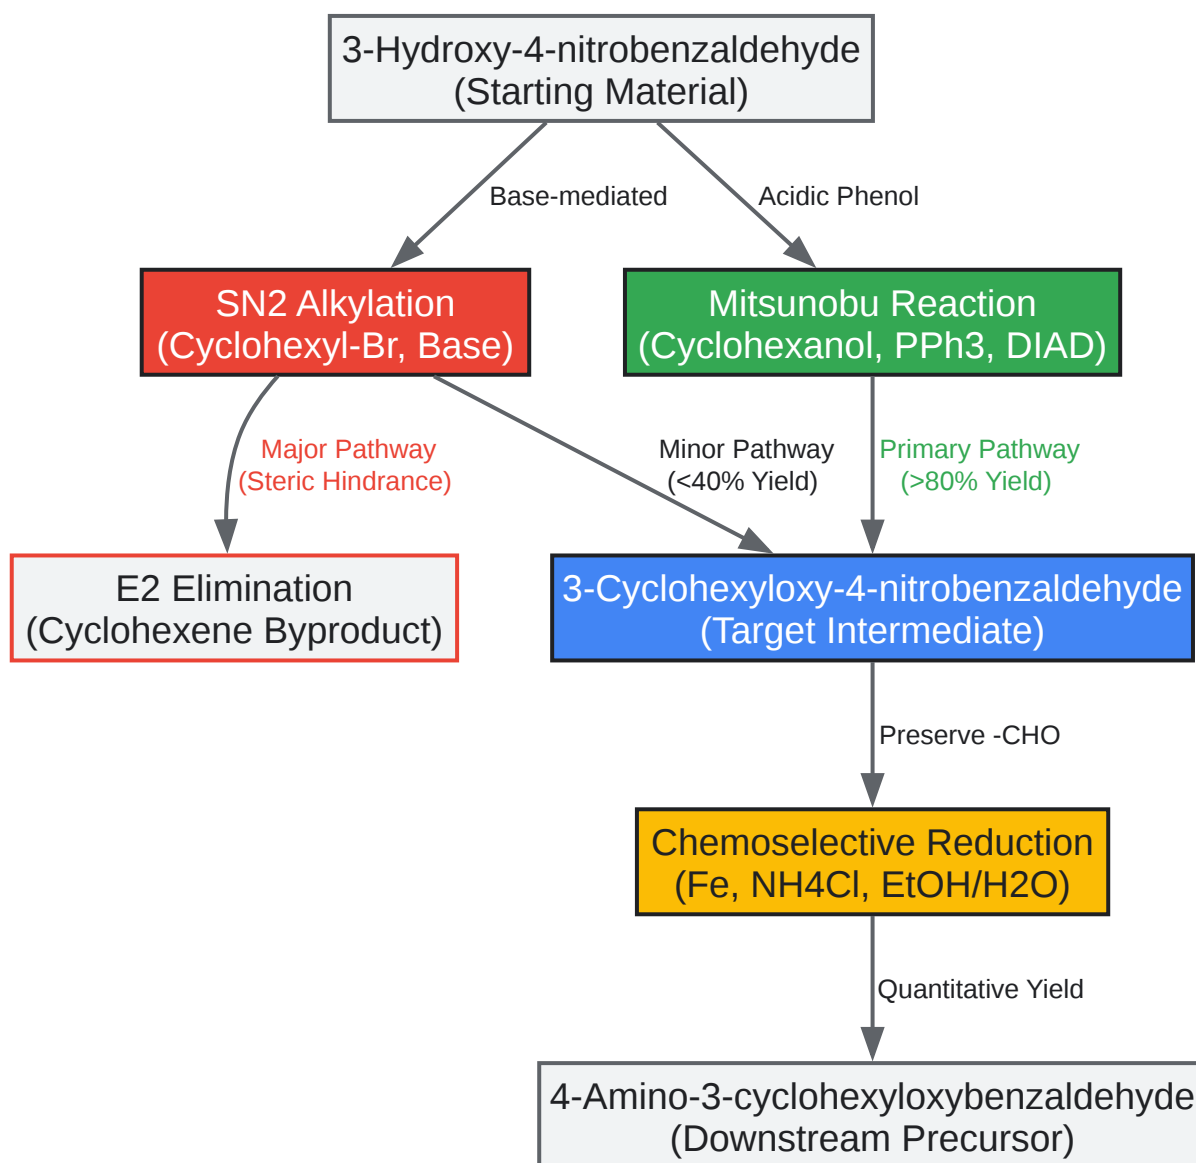 3-Hydroxy-4-nitrobenzaldehyde
(Starting Material)
Base-mediated
Acidic Phenol
SN2 Alkylation
(Cyclohexyl-Br, Base)
Mitsunobu Reaction
(Cyclohexanol, PPh3, DIAD)
Major Pathway
(Steric Hindrance)
Minor Pathway
(<40% Yield)
Primary Pathway
(>80% Yield)
E2 Elimination
(Cyclohexene Byproduct)
3-Cyclohexyloxy-4-nitrobenzaldehyde
(Target Intermediate)
Preserve -CHO
Chemoselective Reduction
(Fe, NH4Cl, EtOH/H2O)
Quantitative Yield
4-Amino-3-cyclohexyloxybenzaldehyde
(Downstream Precursor)